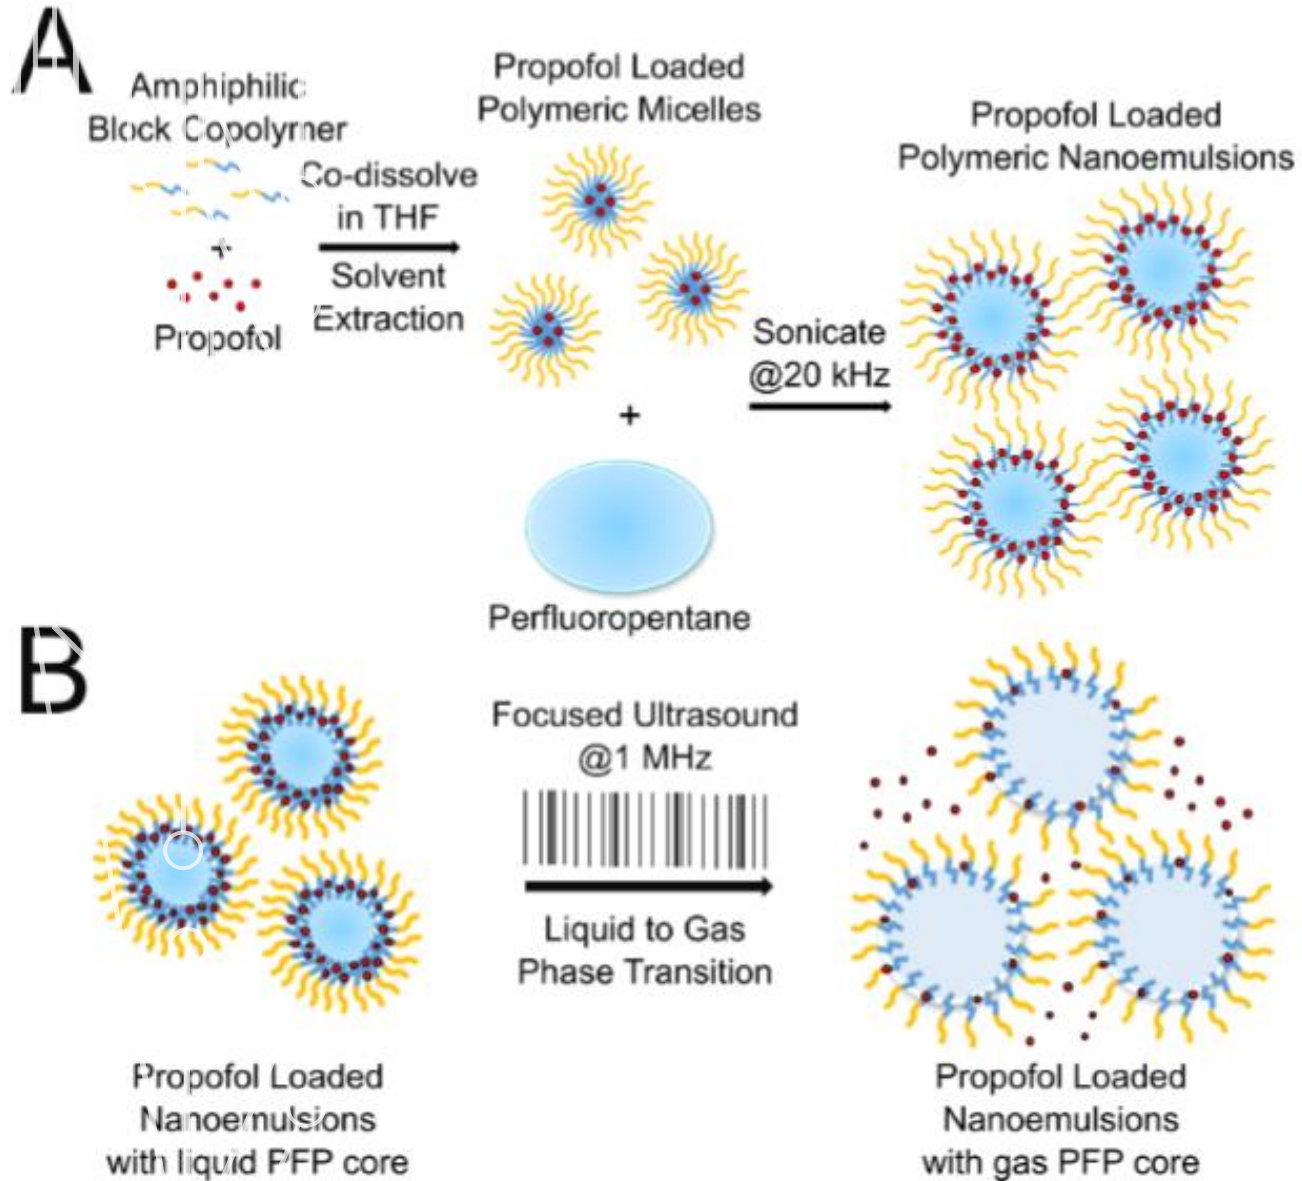 A
Amphiphilic
Block Copolymer
+
Propofol
Co-dissolve
in THF
Solvent
Extraction
Propofol Loaded
Polymeric Micelles
+
Perfluoropentane
Sonicate
@20 kHz
Propofol Loaded
Polymeric Nanoemulsions
B
Propofol Loaded
Nanoemulsions
with liquid PFP core
Focused Ultrasound
@1 MHz
Liquid to Gas
Phase Transition
Propofol Loaded
Nanoemulsions
with gas PFP core